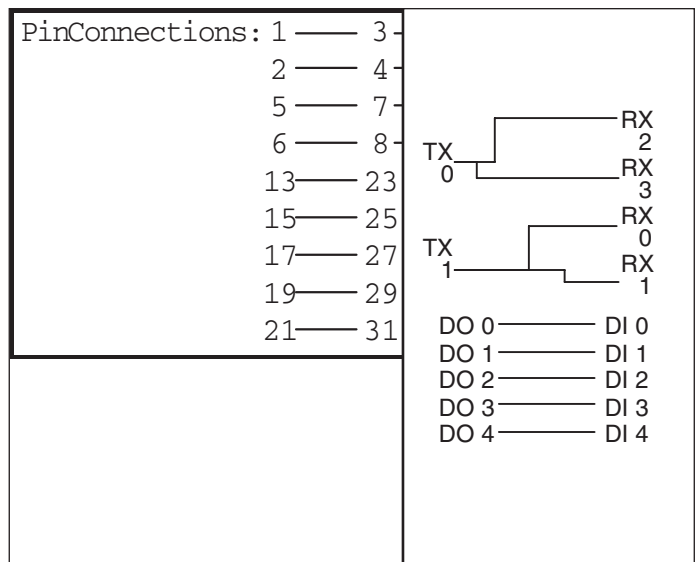 PinConnections: 1 3
2 4
5 7
6 8
13 23
15 25
17 27
19 29
21 31
TX
0
RX
2
RX
3
TX
1
RX
0
RX
1
DO 0 DI 0
DO 1 DI 1
DO 2 DI 2
DO 3 DI 3
DO 4 DI 4